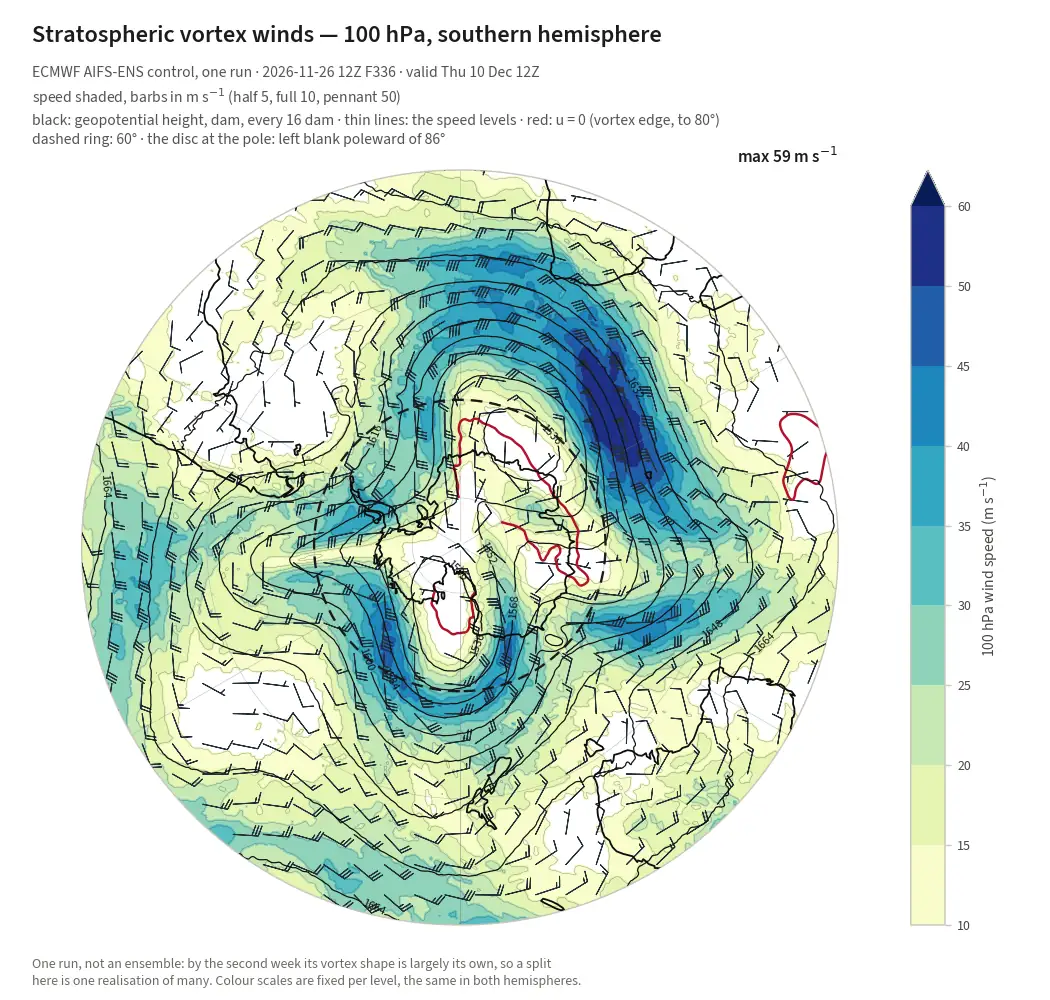 Stratospheric vortex winds — 100 hPa, southern hemisphere
ECMWF AIFS-ENS control, one run · 2026-11-26 12Z F336 · valid Thu 10 Dec 12Z
speed shaded, barbs in m s⁻¹ (half 5, full 10, pennant 50)
black: geopotential height, dam, every 16 dam · thin lines: the speed levels · red: u = 0 (vortex edge, to 80°)
dashed ring: 60° · the disc at the pole: left blank poleward of 86°
max 59 m s⁻¹
60
50
45
40
35
30
25
20
15
10
100 hPa wind speed (m s⁻¹)
1664
1568
1648
1664
1600
1664
One run, not an ensemble: by the second week its vortex shape is largely its own, so a split
here is one realisation of many. Colour scales are fixed per level, the same in both hemispheres.